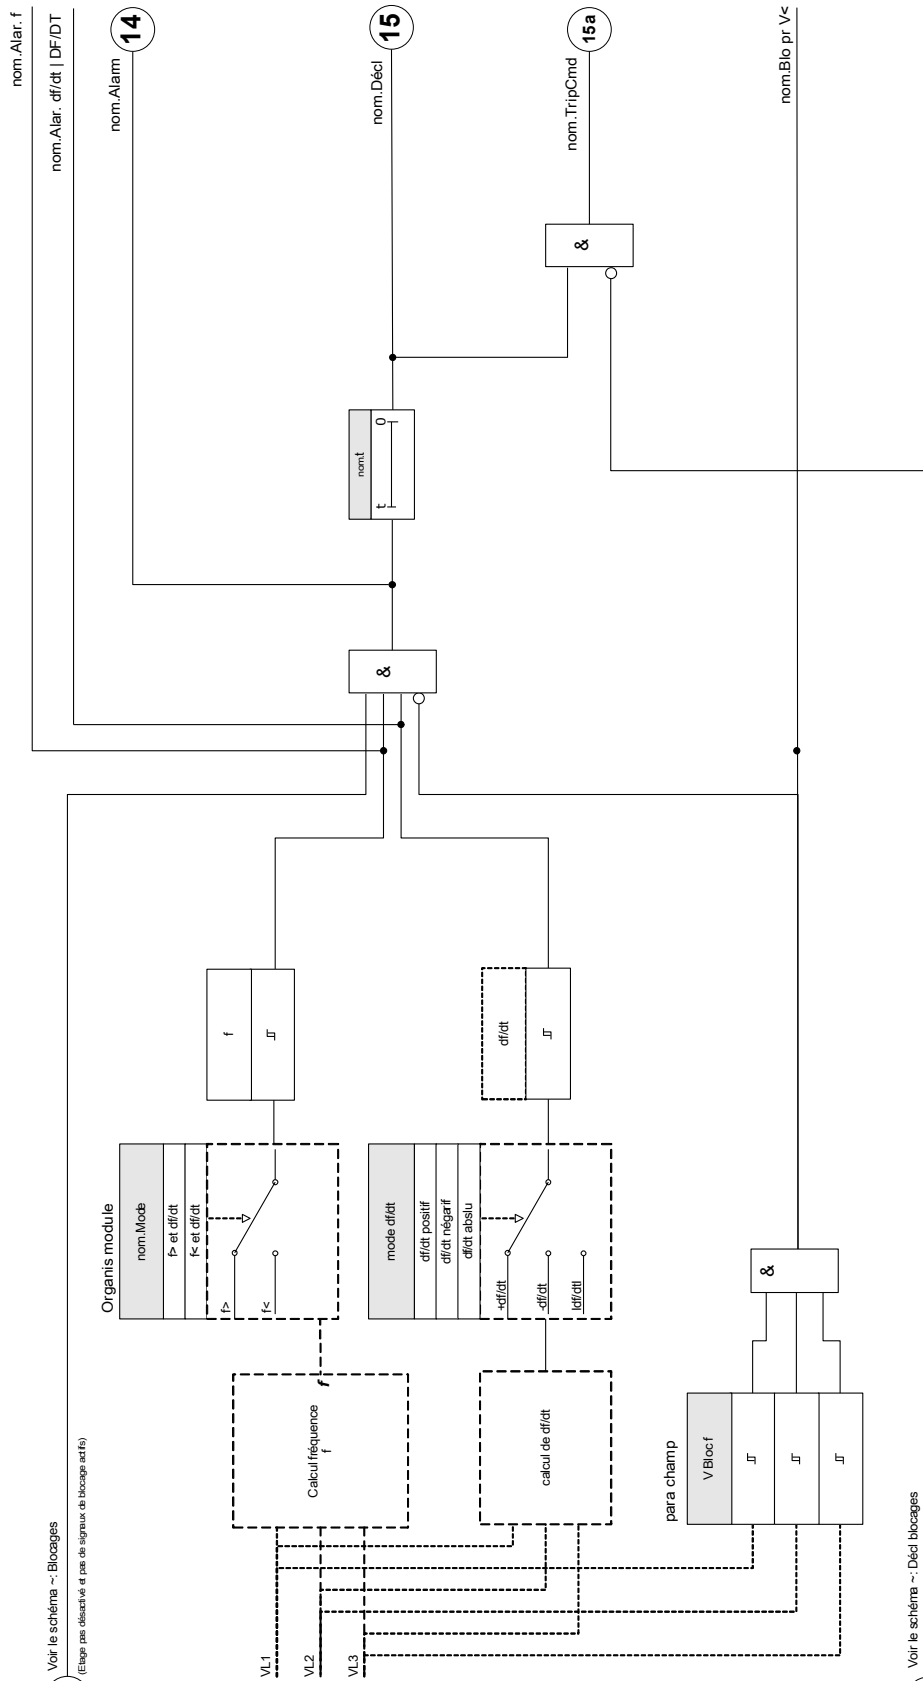 nom.Alar. f
nom.Alar. df/dt | DF/DT
14
nom.Alarm
15
nom.Décl
15a
nom.TripCmd
nom.Blo pr V<
&
nom.t
t
0
&
Voir le schéma ~: Blocages
(Etage pas désactivé et pas de signaux de blocage actifs)
Organis module
nom.Mode
f> et df/dt
f< et df/dt
f>
f<
f
mode df/dt
df/dt positif
df/dt négarif
df/dt abslu
+df/dt
-df/dt
ldf/dtl
df/dt
Calcul fréquence
f
f
calcul de df/dt
VL1
VL2
VL3
para champ
V Bloc f
&
Voir le schéma ~: Décl blocages